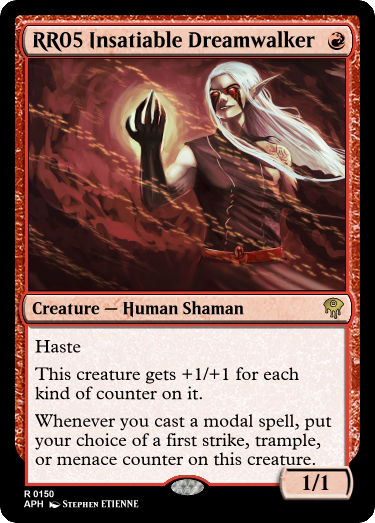 RR05 Insatiable Dreamwalker
Creature — Human Shaman
Haste
This creature gets +1/+1 for each
kind of counter on it.
Whenever you cast a modal spell, put
your choice of a first strike, trample,
or menace counter on this creature.
1/1
R 0150
APH Stephen ETIENNE